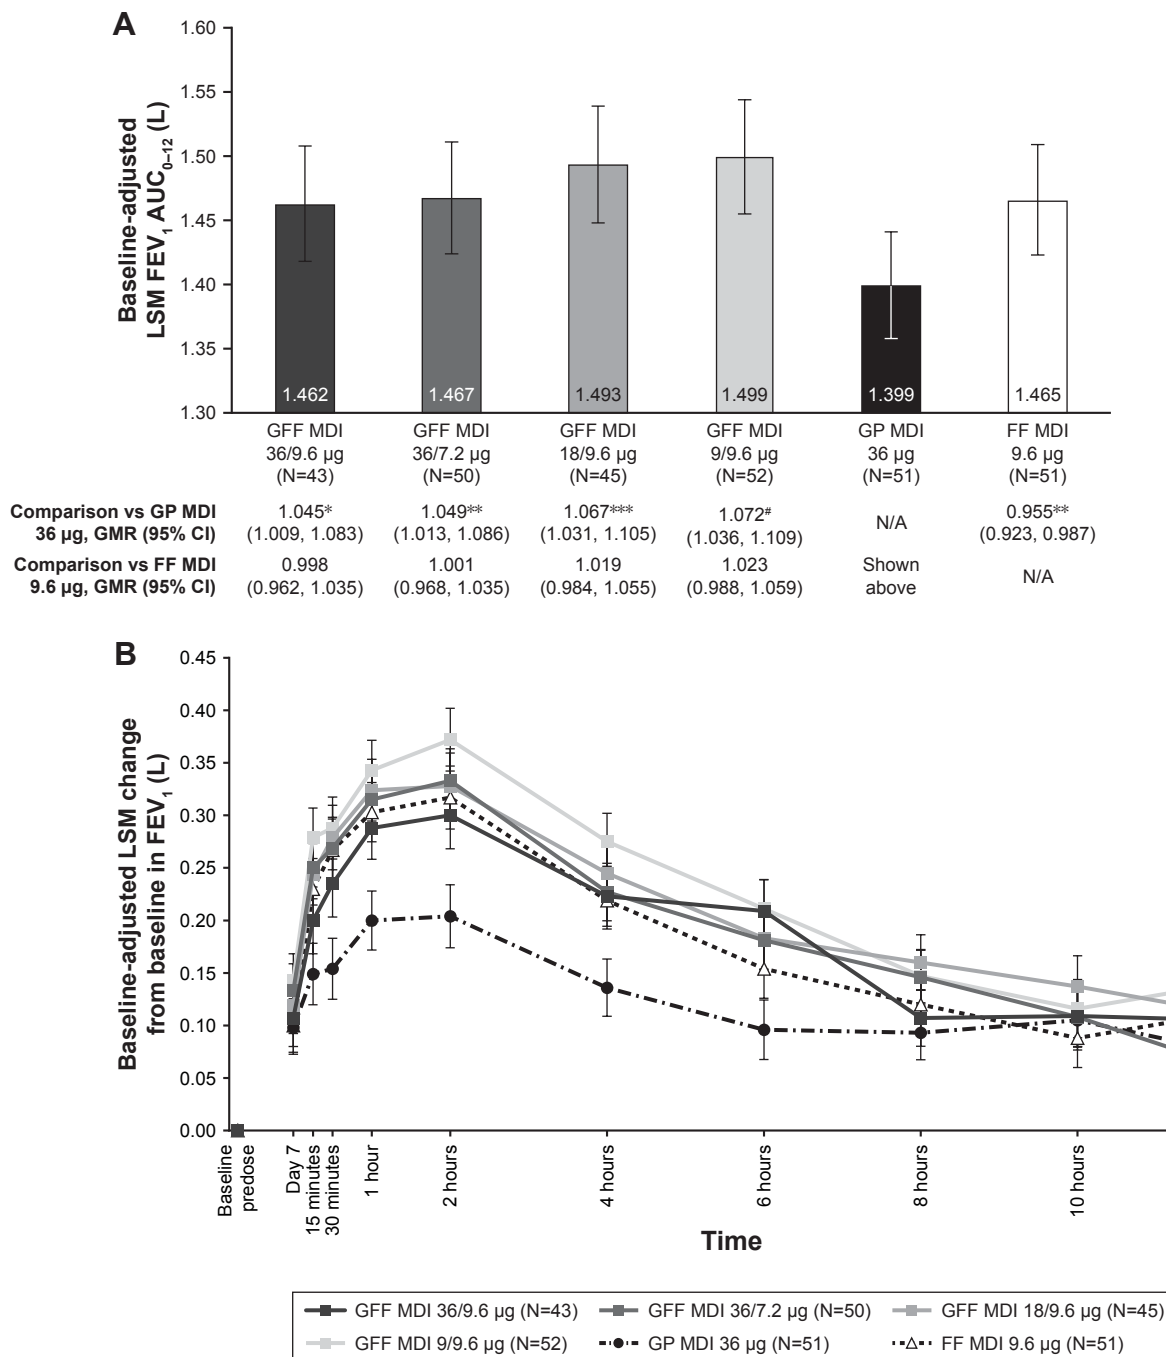 A
Baseline-adjusted
LSM FEV₁ AUC₀₋₁₂ (L)
1.60
1.55
1.50
1.45
1.40
1.35
1.30
1.462
1.467
1.493
1.499
1.399
1.465
GFF MDI 36/9.6 µg (N=43)
GFF MDI 36/7.2 µg (N=50)
GFF MDI 18/9.6 µg (N=45)
GFF MDI 9/9.6 µg (N=52)
GP MDI 36 µg (N=51)
FF MDI 9.6 µg (N=51)
Comparison vs GP MDI 36 µg, GMR (95% CI)
1.045* (1.009, 1.083)
1.049** (1.013, 1.086)
1.067*** (1.031, 1.105)
1.072# (1.036, 1.109)
N/A
0.955** (0.923, 0.987)
Comparison vs FF MDI 9.6 µg, GMR (95% CI)
0.998 (0.962, 1.035)
1.001 (0.968, 1.035)
1.019 (0.984, 1.055)
1.023 (0.988, 1.059)
Shown above
N/A
B
Baseline-adjusted LSM change
from baseline in FEV₁ (L)
0.45
0.40
0.35
0.30
0.25
0.20
0.15
0.10
0.05
0.00
Baseline predose
Day 7
15 minutes
30 minutes
1 hour
2 hours
4 hours
6 hours
8 hours
10 hours
Time
GFF MDI 36/9.6 µg (N=43)
GFF MDI 36/7.2 µg (N=50)
GFF MDI 18/9.6 µg (N=45)
GFF MDI 9/9.6 µg (N=52)
GP MDI 36 µg (N=51)
FF MDI 9.6 µg (N=51)